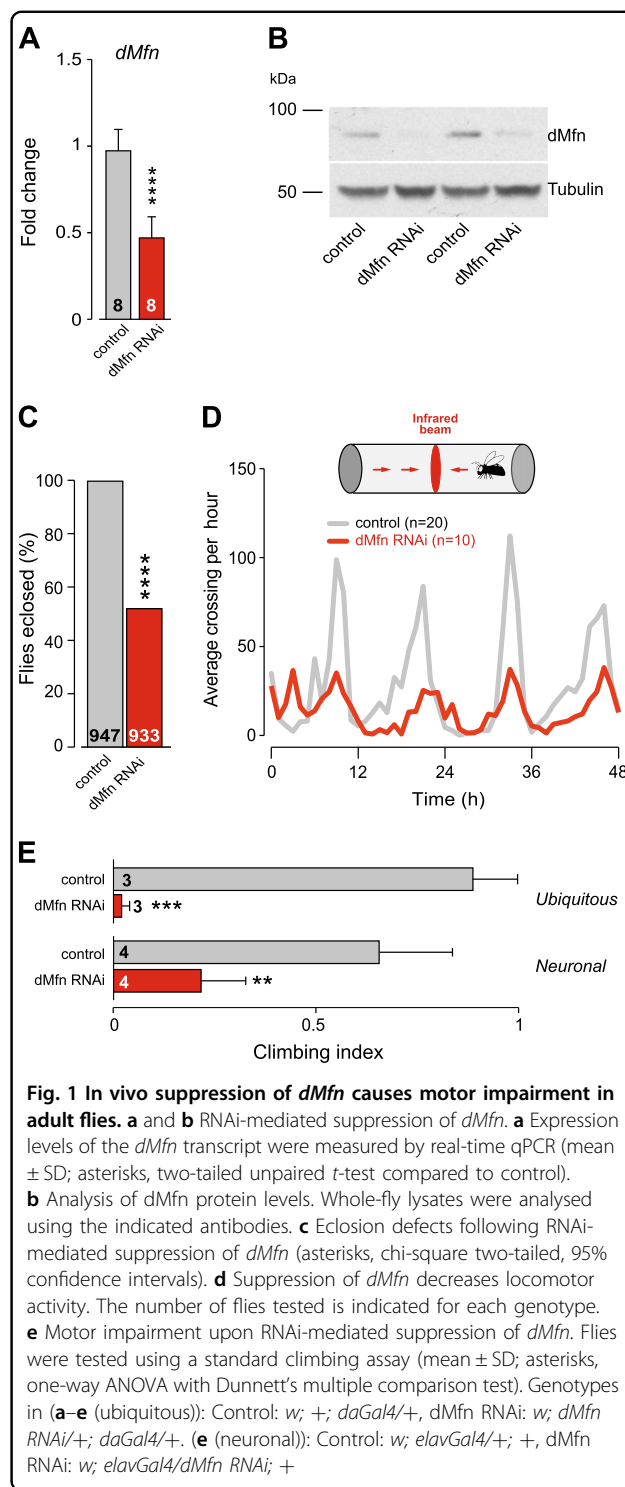 A
dMfn
1.5
1
0.5
0
Fold change
****
8
8
control
dMfn RNAi
B
kDa
100
50
dMfn
Tubulin
control
dMfn RNAi
control
dMfn RNAi
C
100
80
60
40
20
0
Flies eclosed (%)
****
947
933
control
dMfn RNAi
D
Infrared
beam
150
100
50
0
Average crossing per hour
control (n=20)
dMfn RNAi (n=10)
0
12
24
36
48
Time (h)
E
control
3
dMfn RNAi
3 ***
Ubiquitous
control
4
dMfn RNAi
4
**
Neuronal
0
0.5
1
Climbing index
Fig. 1 In vivo suppression of dMfn causes motor impairment in
adult flies. a and b RNAi-mediated suppression of dMfn. a Expression
levels of the dMfn transcript were measured by real-time qPCR (mean
± SD; asterisks, two-tailed unpaired t-test compared to control).
b Analysis of dMfn protein levels. Whole-fly lysates were analysed
using the indicated antibodies. c Eclosion defects following RNAi-
mediated suppression of dMfn (asterisks, chi-square two-tailed, 95%
confidence intervals). d Suppression of dMfn decreases locomotor
activity. The number of flies tested is indicated for each genotype.
e Motor impairment upon RNAi-mediated suppression of dMfn. Flies
were tested using a standard climbing assay (mean ± SD; asterisks,
one-way ANOVA with Dunnett's multiple comparison test). Genotypes
in (a–e (ubiquitous)): Control: w; +; daGal4/+, dMfn RNAi: w; dMfn
RNAi/+; daGal4/+. (e (neuronal)): Control: w; elavGal4/+; +, dMfn
RNAi: w; elavGal4/dMfn RNAi; +